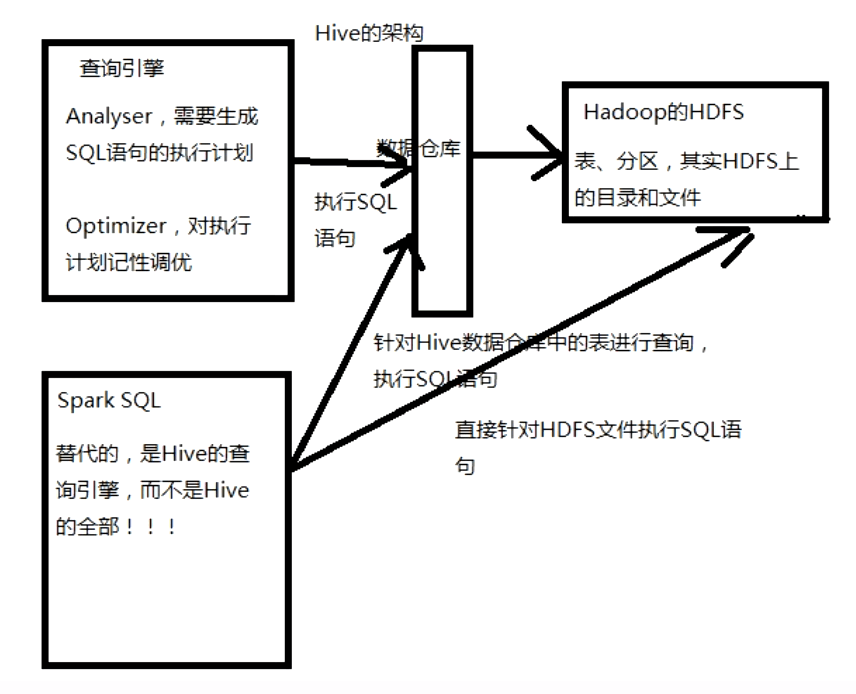 Hive的架构
查询引擎
Analyser，需要生成
SQL语句的执行计划
Optimizer，对执行
计划记性调优
数据仓库
执行SQL
语句
Hadoop的HDFS
表、分区，其实HDFS上
的目录和文件
针对Hive数据仓库中的表进行查询，
执行SQL语句
直接针对HDFS文件执行SQL语
句
Spark SQL
替代的，是Hive的查
询引擎，而不是Hive
的全部！！！